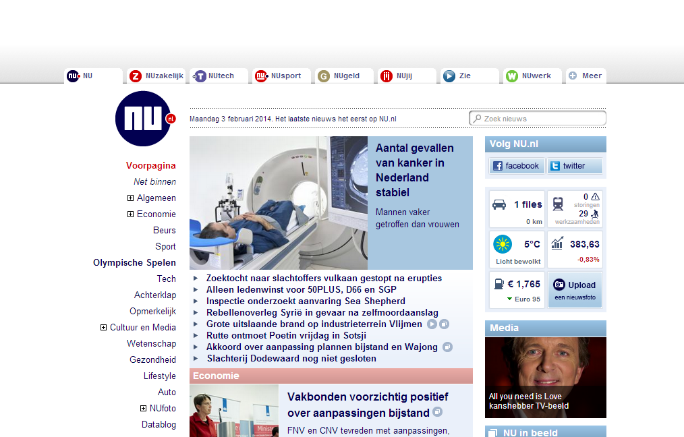 NU
NUzakelijk
NUtech
NUsport
NUgeld
NUjij
Zie
NUwerk
Meer
NU
nl
Maandag 3 februari 2014. Het laatste nieuws het eerst op NU.nl
Zoek nieuws
Voorpagina
Net binnen
Algemeen
Economie
Beurs
Sport
Olympische Spelen
Tech
Achterklap
Opmerkelijk
Cultuur en Media
Wetenschap
Gezondheid
Lifestyle
Auto
NUfoto
Datablog
Aantal gevallen
van kanker in
Nederland
stabiel
Mannen vaker
getroffen dan vrouwen
Zoektocht naar slachtoffers vulkaan gestopt na erupties
Alleen ledenwinst voor 50PLUS, D66 en SGP
Inspectie onderzoekt aanvaring Sea Shepherd
Rebellenoverleg Syrië in gevaar na zelfmoordaanslag
Grote uitslaande brand op industrieterrein Vlijmen
Rutte ontmoet Poetin vrijdag in Sotsji
Akkoord over aanpassing plannen bijstand en Wajong
Slachterij Dodewaard nog niet gesloten
Economie
Vakbonden voorzichtig positief
over aanpassingen bijstand
FNV en CNV tevreden met aanpassingen,
Volg NU.nl
facebook
twitter
1 files
0 km
0
storingen
29
werkzaamheden
5°C
Licht bewolkt
383,63
-0,83%
€ 1,765
Euro 95
Upload
een nieuwsfoto
Media
All you need is Love
kanshebber TV-beeld
NU in beeld